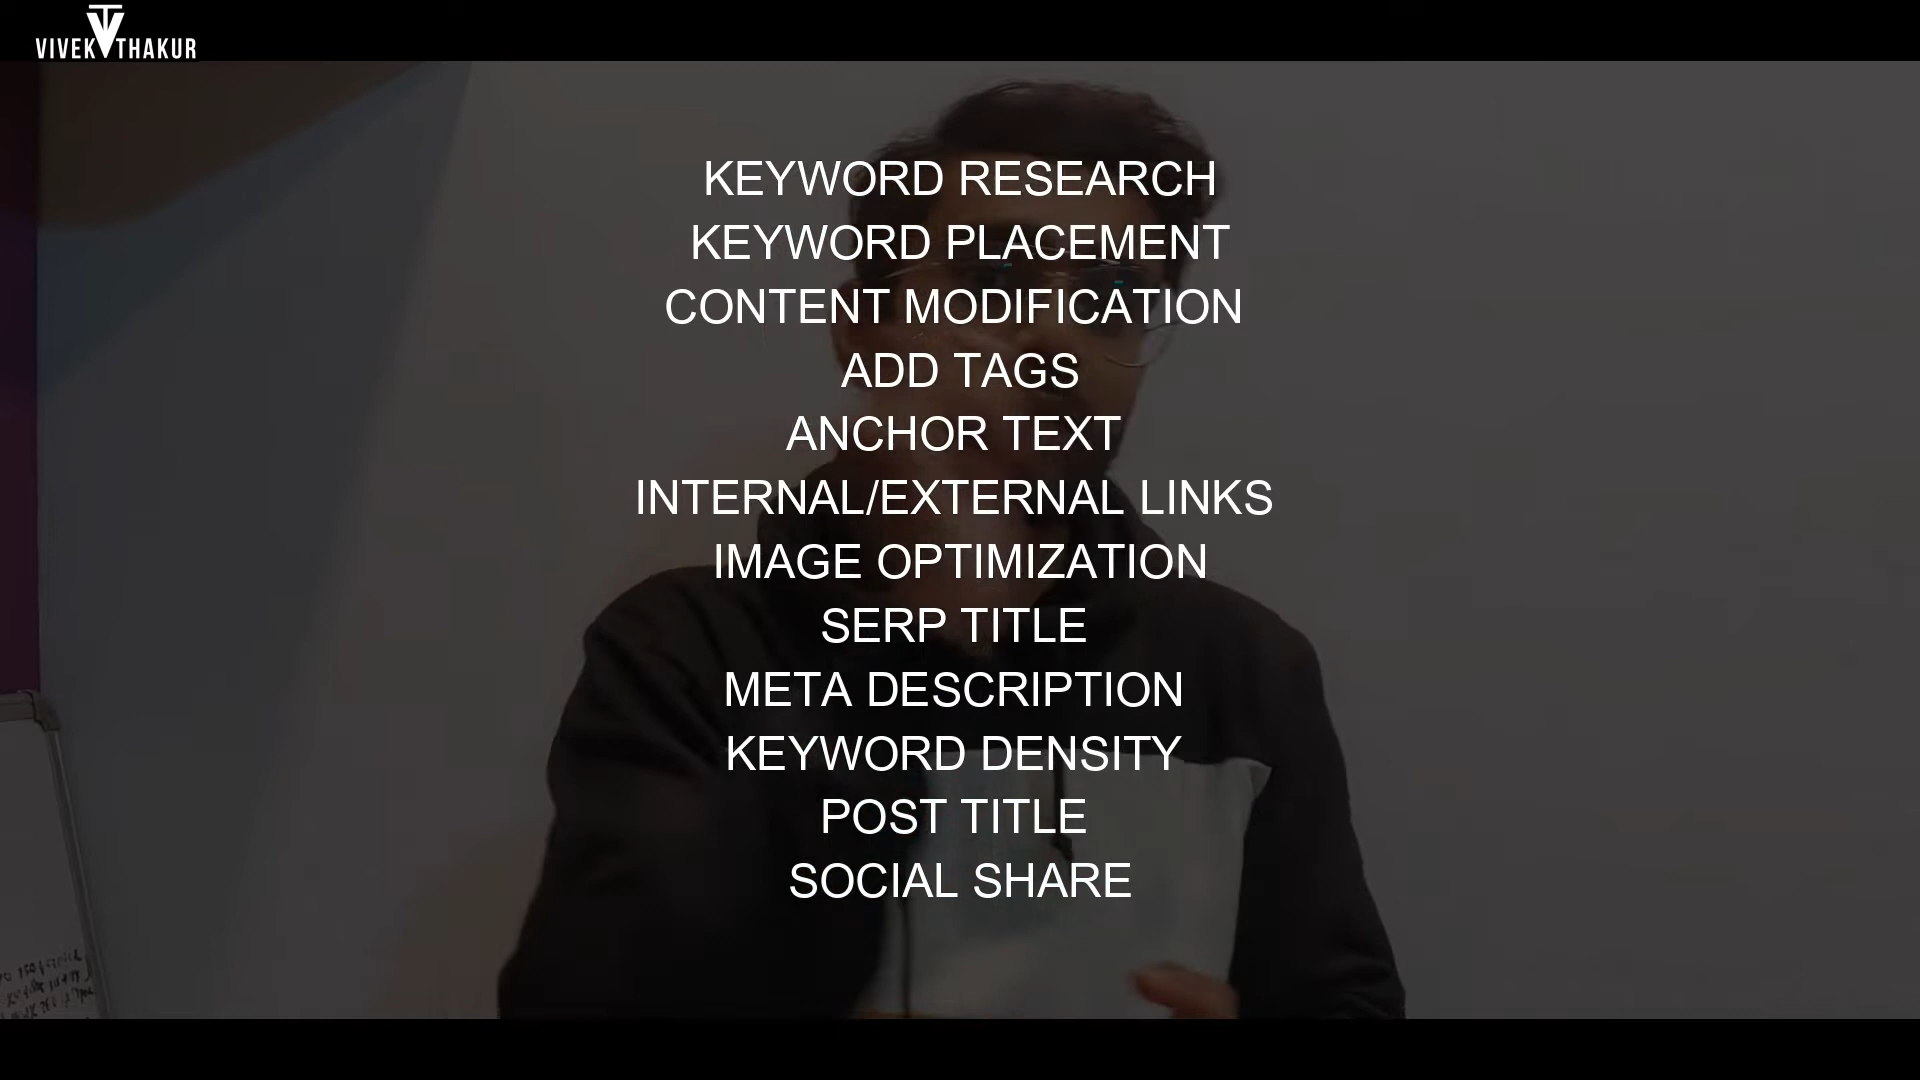 VIVEK THAKUR
KEYWORD RESEARCH
KEYWORD PLACEMENT
CONTENT MODIFICATION
ADD TAGS
ANCHOR TEXT
INTERNAL/EXTERNAL LINKS
IMAGE OPTIMIZATION
SERP TITLE
META DESCRIPTION
KEYWORD DENSITY
POST TITLE
SOCIAL SHARE